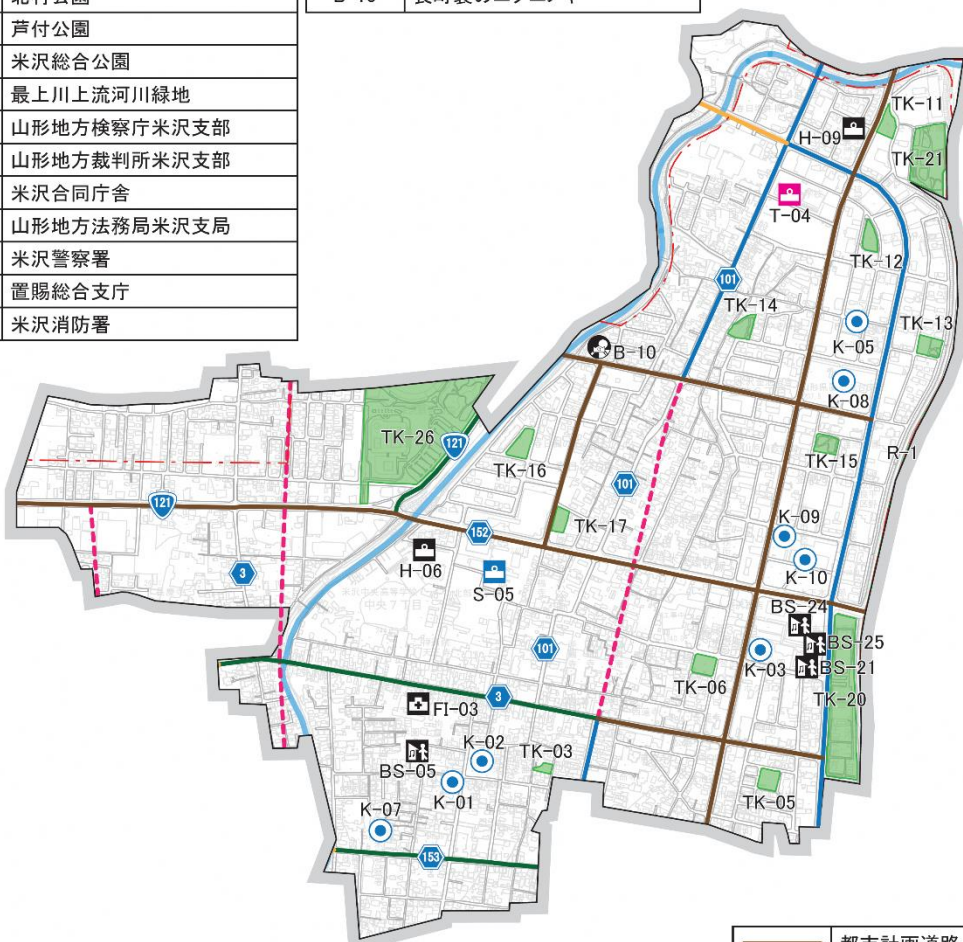 芦付公園
米沢総合公園
最上川上流河川緑地
山形地方検察庁米沢支部
山形地方裁判所米沢支部
米沢合同庁舎
山形地方法務局米沢支局
米沢警察署
置賜総合支庁
米沢消防署
TK-11
H-09
TK-21
T-04
TK-12
101
TK-14
TK-13
K-05
B-10
K-08
TK-26
121
TK-15
R-1
TK-16
101
121
TK-17
K-09
152
H-06
K-10
3
S-05
中央7丁目
BS-24
101
BS-25
K-03
BS-21
TK-06
TK-20
3
FI-03
K-02
TK-03
BS-05
K-01
TK-05
K-07
153
都市計画道路